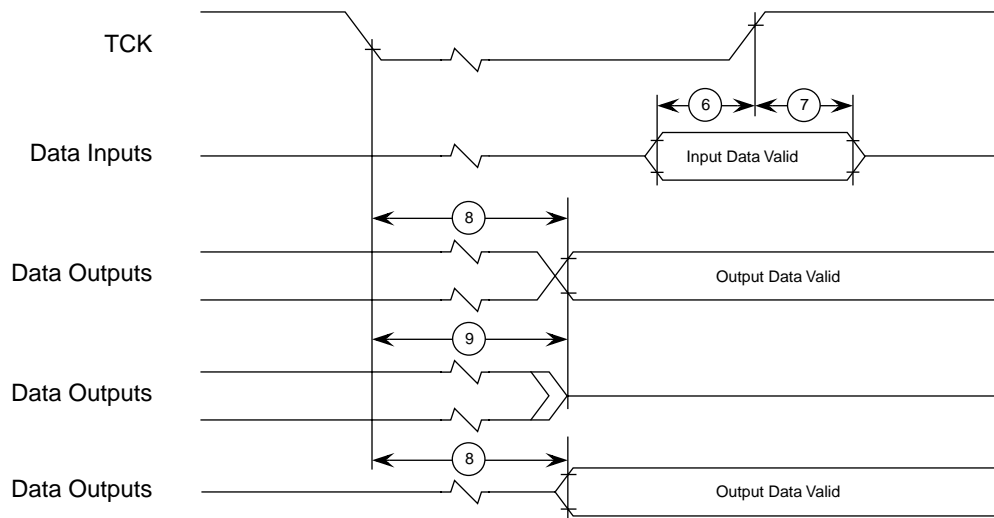 TCK
6
7
Data Inputs
Input Data Valid
8
Data Outputs
Output Data Valid
9
Data Outputs
8
Data Outputs
Output Data Valid